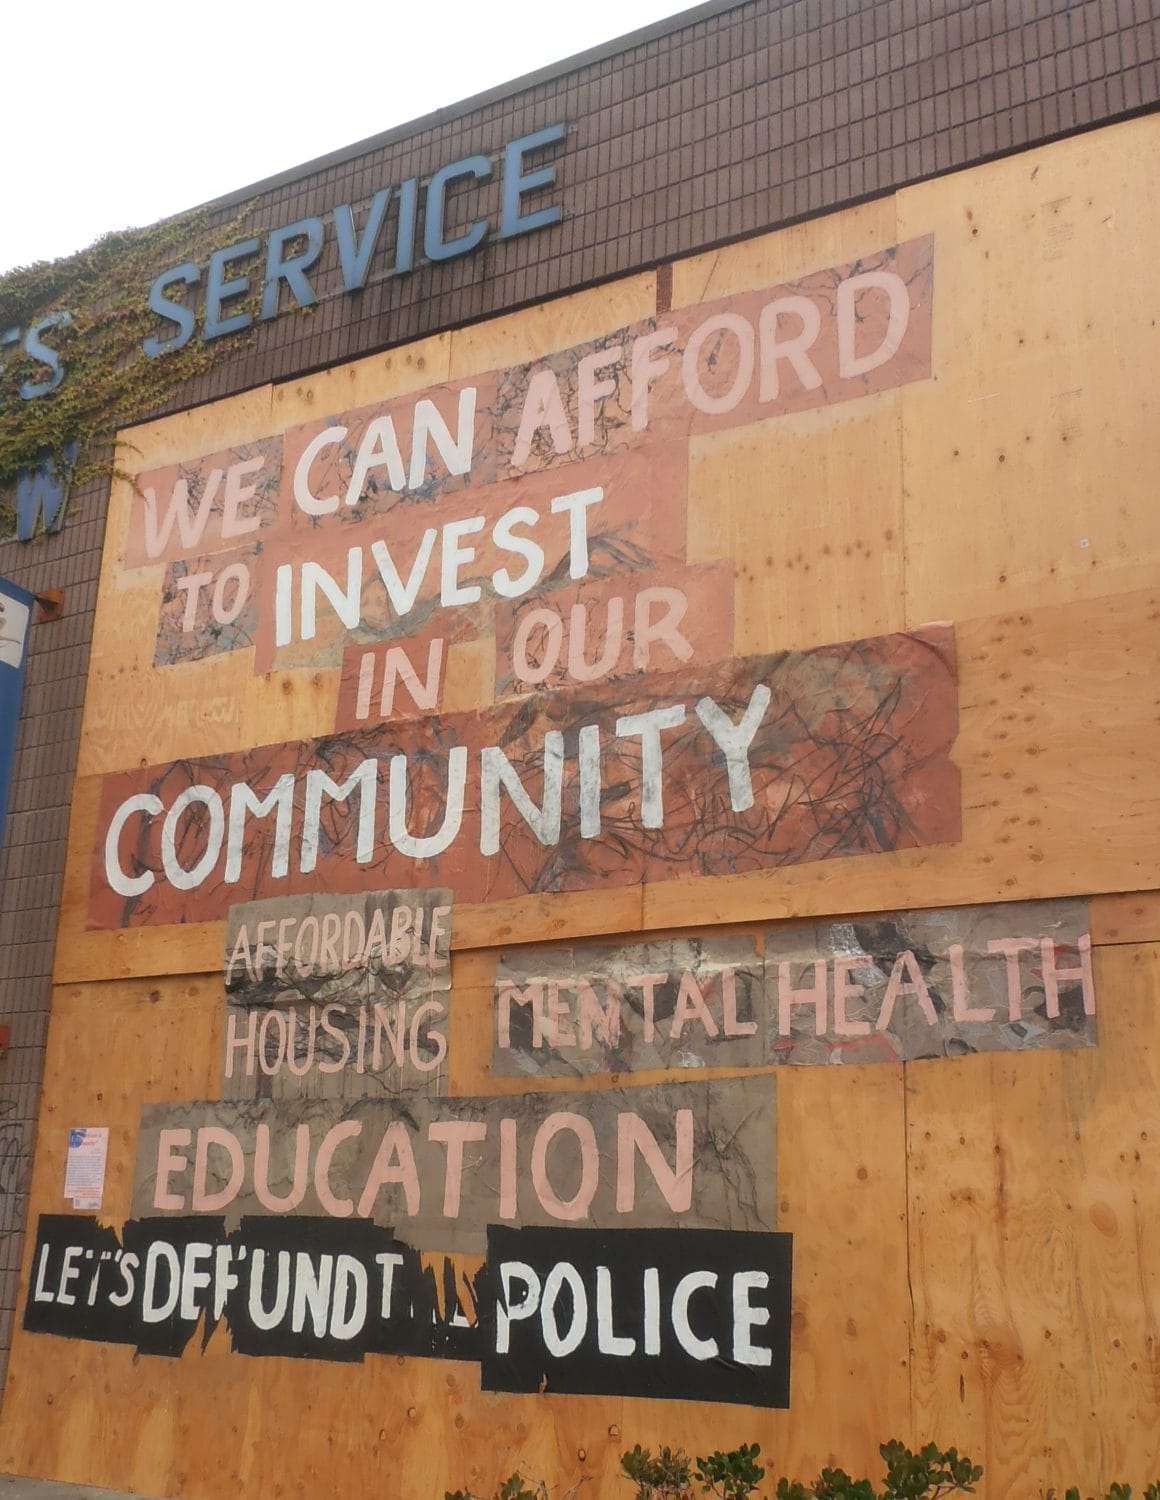 SERVICE
WE CAN AFFORD
TO INVEST
IN OUR
COMMUNITY
AFFORDABLE
HOUSING
MENTAL HEALTH
EDUCATION
LET'S DEFUND POLICE